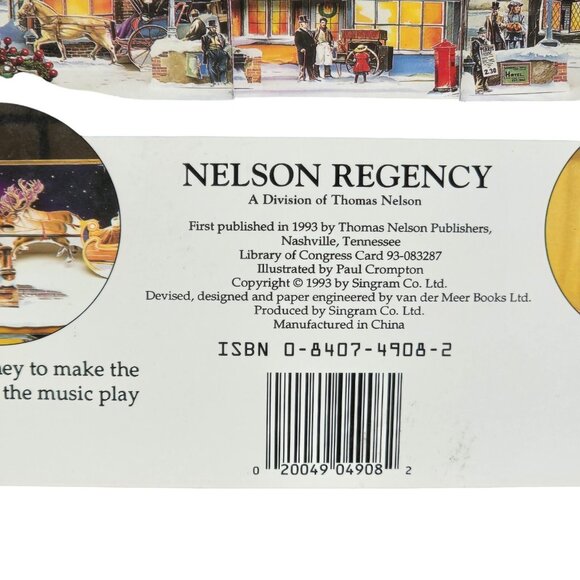 NELSON REGENCY
A Division of Thomas Nelson
First published in 1993 by Thomas Nelson Publishers,
Nashville, Tennessee
Library of Congress Card 93-083287
Illustrated by Paul Crompton
Copyright © 1993 by Singram Co. Ltd.
Devised, designed and paper engineered by van der Meer Books Ltd.
Produced by Singram Co. Ltd.
Manufactured in China
ISBN 0-8407-4908-2
ney to make the
the music play
0 20049 04908 2